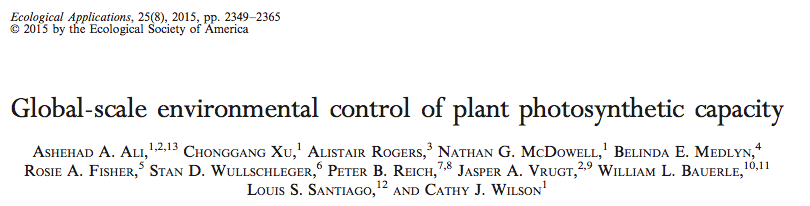 Ecological Applications, 25(8), 2015, pp. 2349–2365
© 2015 by the Ecological Society of America
Global-scale environmental control of plant photosynthetic capacity
Ashehad A. Ali,1,2,13 Chonggang Xu,1 Alistair Rogers,3 Nathan G. McDowell,1 Belinda E. Medlyn,4
Rosie A. Fisher,5 Stan D. Wullschleger,6 Peter B. Reich,7,8 Jasper A. Vrugt,2,9 William L. Bauerle,10,11
Louis S. Santiago,12 and Cathy J. Wilson1